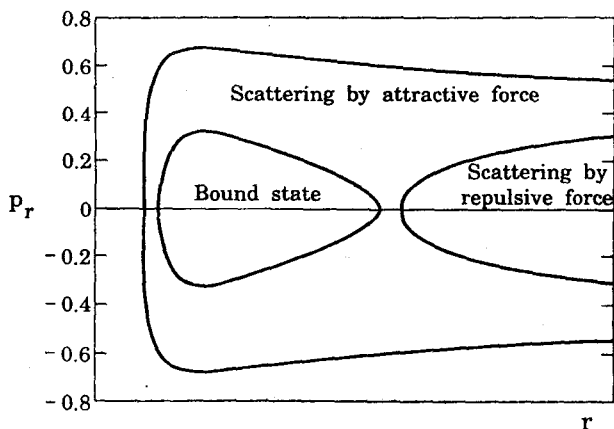 0.8
0.6
Scattering by attractive force
0.4
0.2
Scattering by
Bound state
repulsive force
p_r
0
-0.2
-0.4
-0.6
-0.8
r